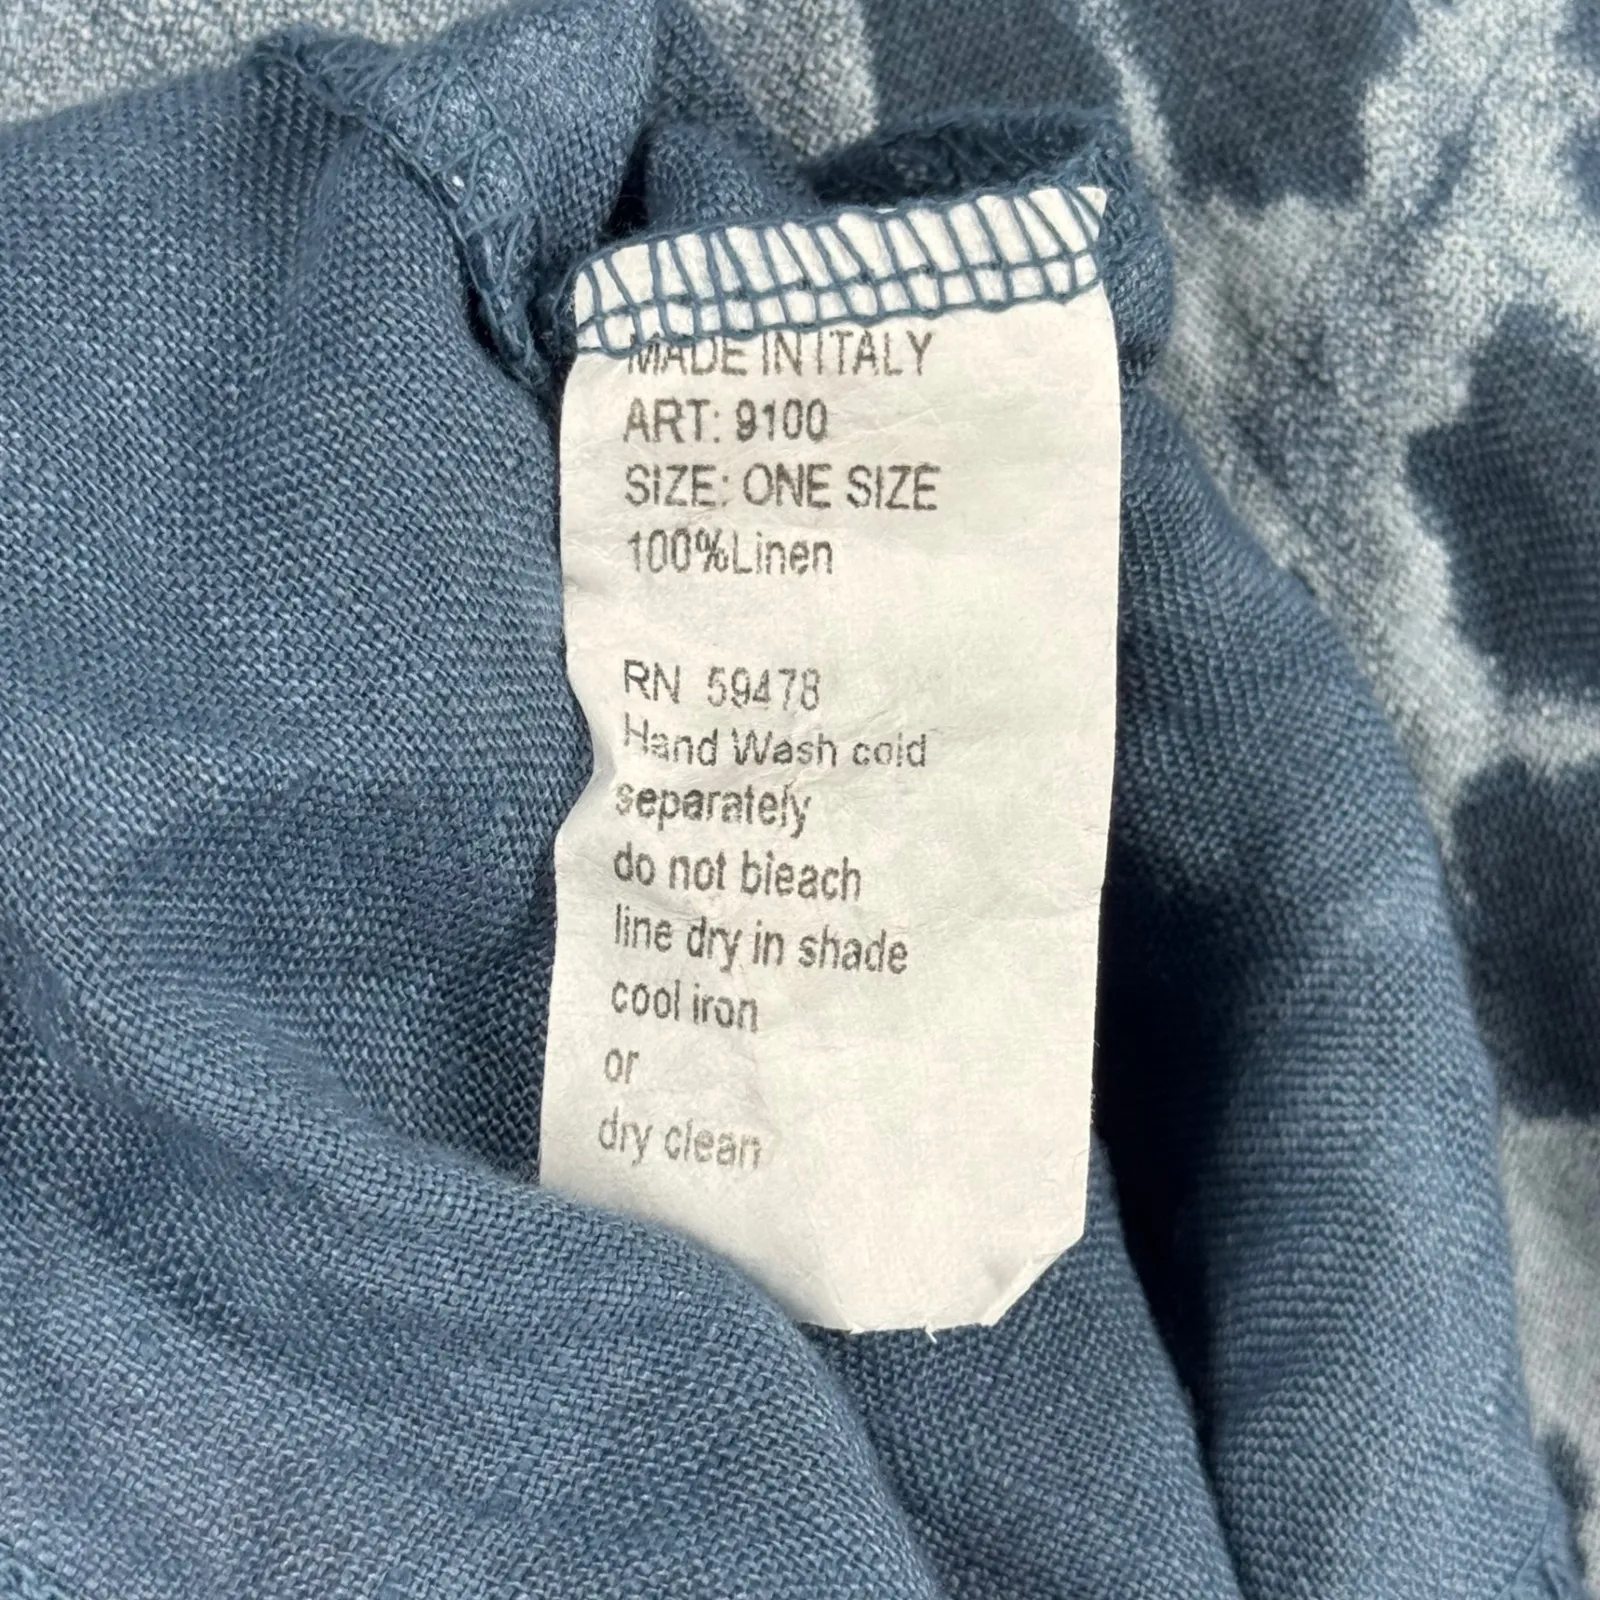 MADE IN ITALY
ART: 9100
SIZE: ONE SIZE
100%Linen
RN 59478
Hand Wash cold
separately
do not bleach
line dry in shade
cool iron
or
dry clean